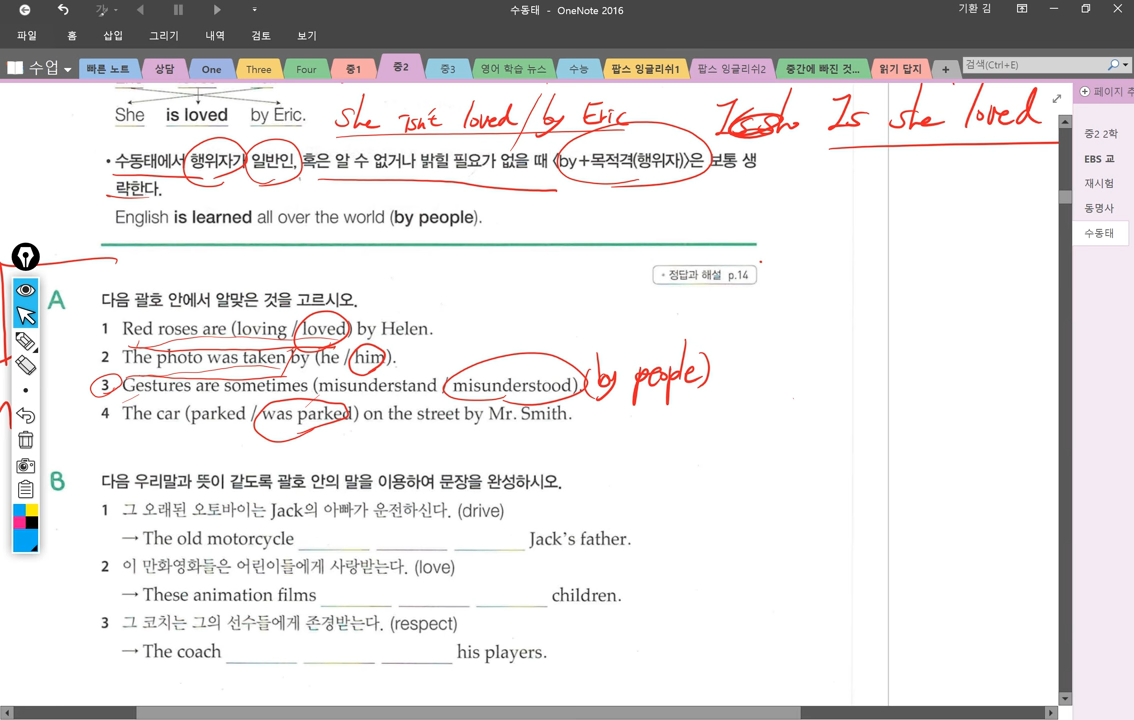 수동태 - OneNote 2016
기환 김
파일 홈 삽입 그리기 내역 검토 보기
수업 빠른 노트 상담 One Three Four 중1 중2 중3 영어 학습 뉴스 수능 팝스 잉글리쉬1 팝스 잉글리쉬2 중간에 빠진 것... 읽기 답지 + 검색(Ctrl+E)
페이지 추
중2 2학
EBS 교
재시험
동명사
수동태
She is loved by Eric.
She isn't loved / by Eric
Is she loved
• 수동태에서 행위자가 일반인, 혹은 알 수 없거나 밝힐 필요가 없을 때 〈by+목적격(행위자)〉은 보통 생
략한다.
English is learned all over the world (by people).
• 정답과 해설 p.14
A 다음 괄호 안에서 알맞은 것을 고르시오.
1 Red roses are (loving / loved) by Helen.
2 The photo was taken by (he / him).
3 Gestures are sometimes (misunderstand / misunderstood). (by people)
4 The car (parked / was parked) on the street by Mr. Smith.
B 다음 우리말과 뜻이 같도록 괄호 안의 말을 이용하여 문장을 완성하시오.
1 그 오래된 오토바이는 Jack의 아빠가 운전하신다. (drive)
→ The old motorcycle ____ ____ ____ Jack's father.
2 이 만화영화들은 어린이들에게 사랑받는다. (love)
→ These animation films ____ ____ ____ children.
3 그 코치는 그의 선수들에게 존경받는다. (respect)
→ The coach ____ ____ ____ his players.